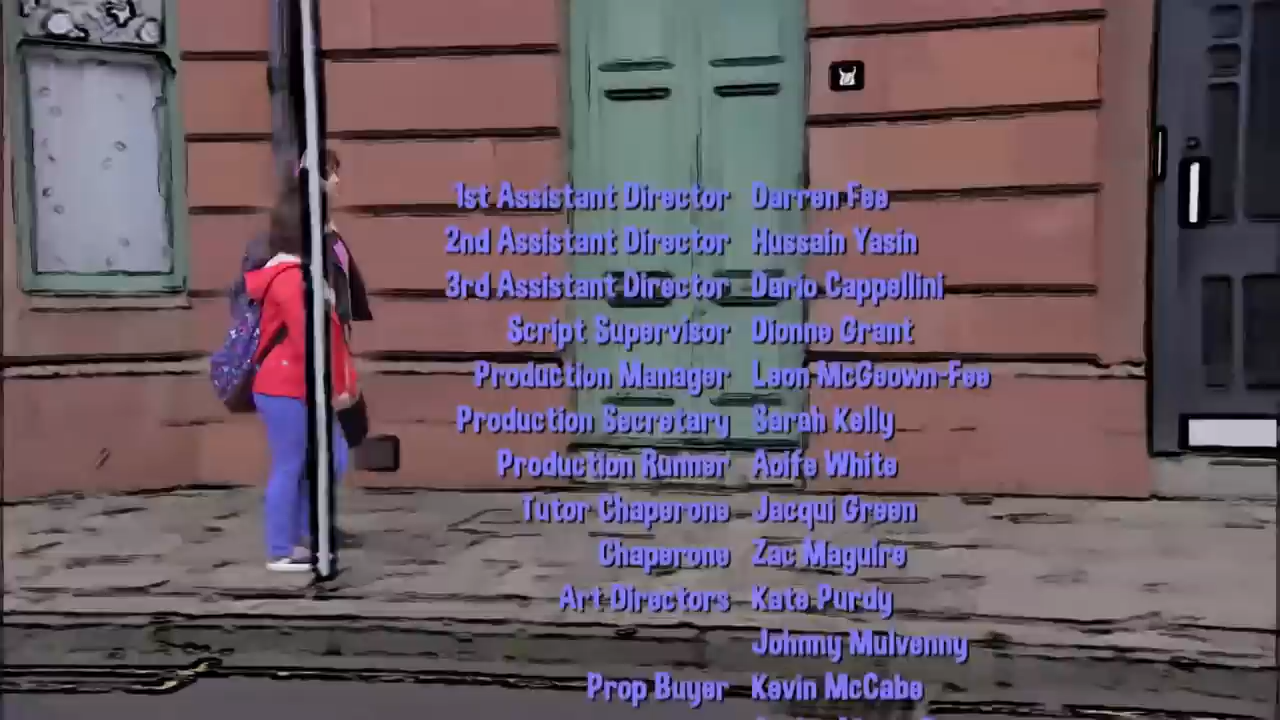 1st Assistant Director Darren Fee
2nd Assistant Director Hussain Yasin
3rd Assistant Director Dario Cappellini
Script Supervisor Dionne Grant
Production Manager Leon McGeown-Fee
Production Secretary Sarah Kelly
Production Runner Aoife White
Tutor Chaperone Jacqui Green
Chaperone Zac Maguire
Art Directors Kate Purdy
Johnny Mulvenny
Prop Buyer Kevin McCabe